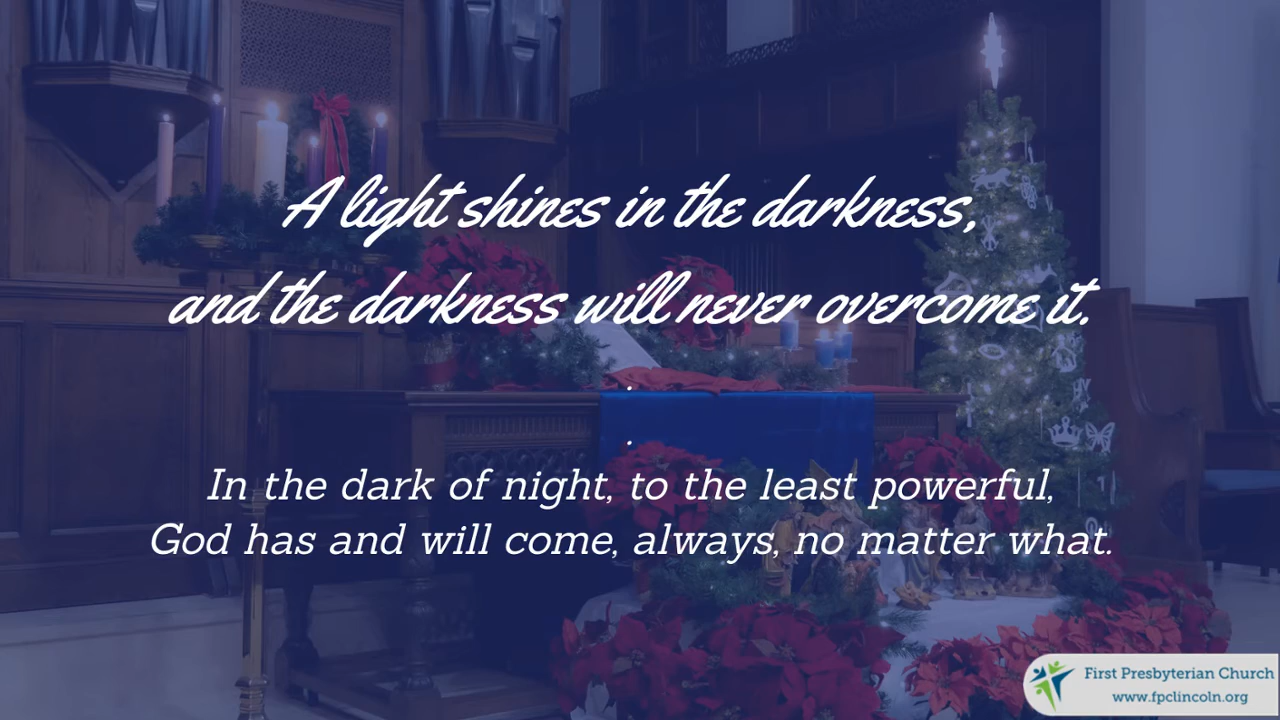 A light shines in the darkness,
and the darkness will never overcome it.
.
.
In the dark of night, to the least powerful,
God has and will come, always, no matter what.
First Presbyterian Church
www.fpclincoln.org